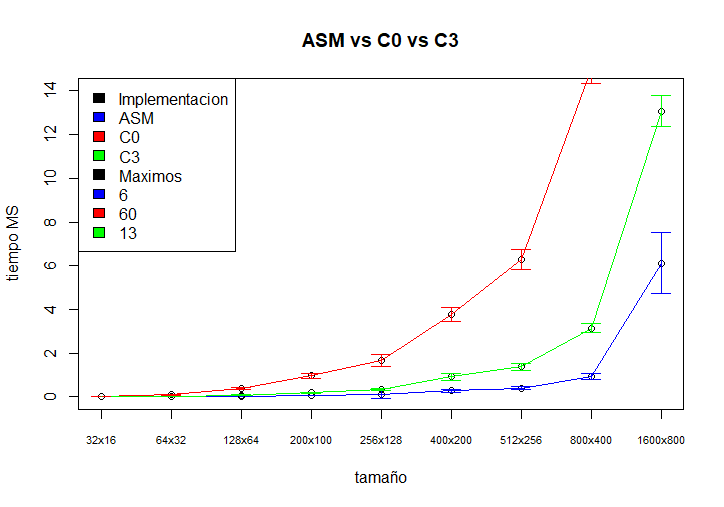 ASM vs C0 vs C3
Implementacion
ASM
C0
C3
Maximos
6
60
13
tiempo MS
14
12
10
8
6
4
2
0
32x16 64x32 128x64 200x100 256x128 400x200 512x256 800x400 1600x800
tamaño